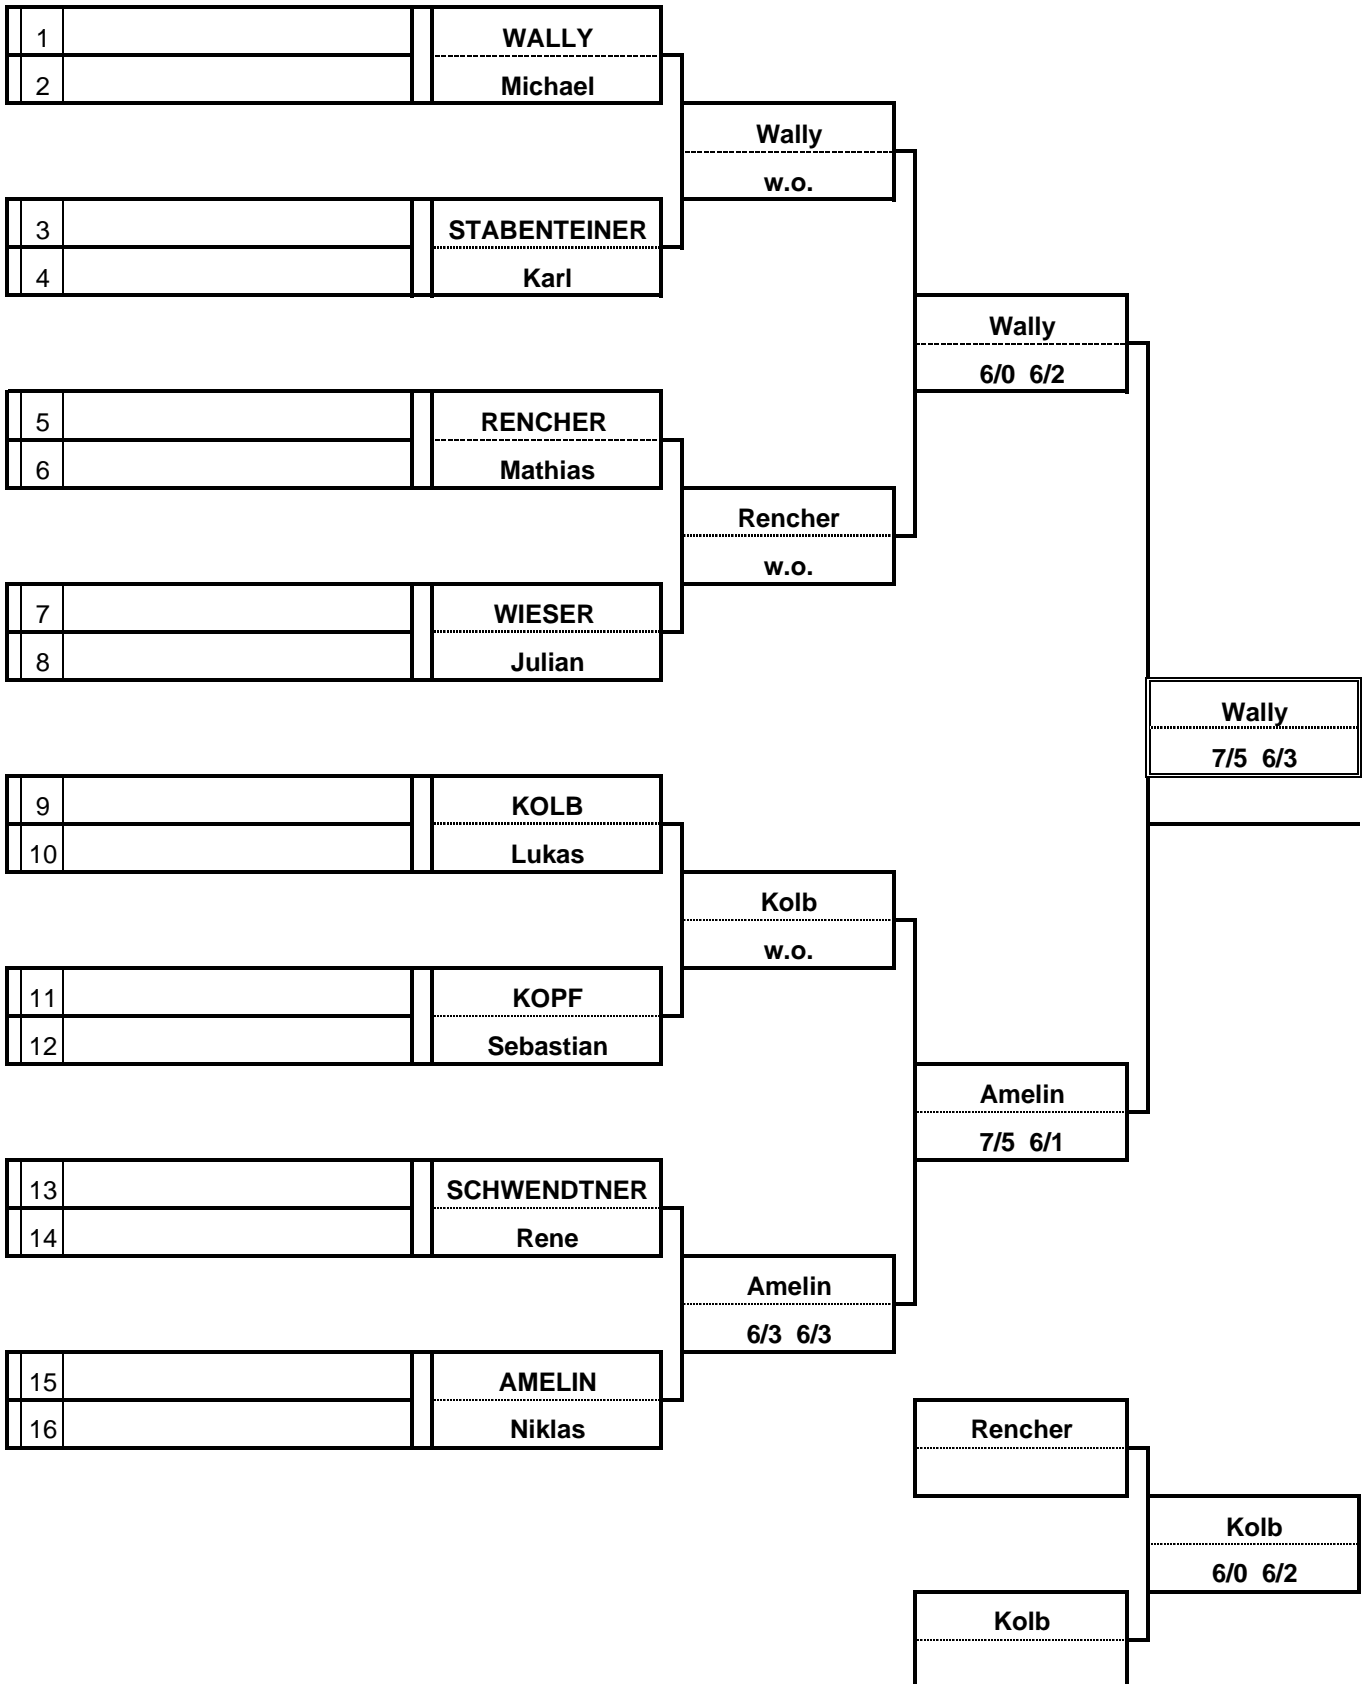 1
WALLY
2
Michael
Wally
w.o.
3
STABENTEINER
4
Karl
Wally
6/0 6/2
5
RENCHER
6
Mathias
Rencher
w.o.
7
WIESER
8
Julian
Wally
7/5 6/3
9
KOLB
10
Lukas
Kolb
w.o.
11
KOPF
12
Sebastian
Amelin
7/5 6/1
13
SCHWENDTNER
14
Rene
Amelin
6/3 6/3
15
AMELIN
16
Niklas
Rencher
Kolb
6/0 6/2
Kolb